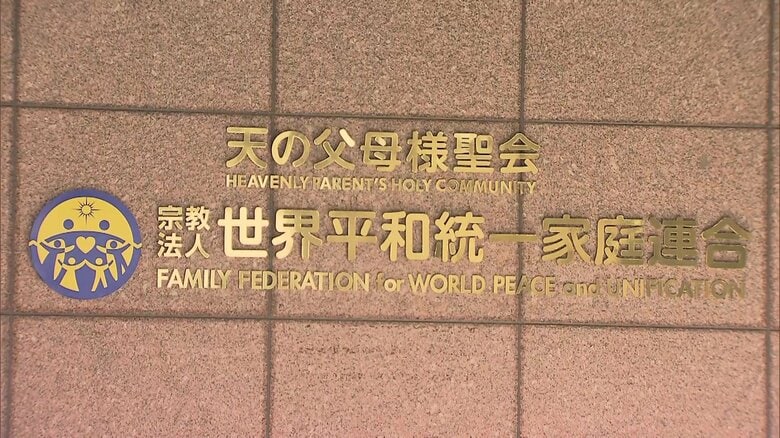 天の父母様聖会
HEAVENLY PARENT'S HOLY COMMUNITY
宗教法人 世界平和統一家庭連合
FAMILY FEDERATION for WORLD PEACE and UNIFICATION